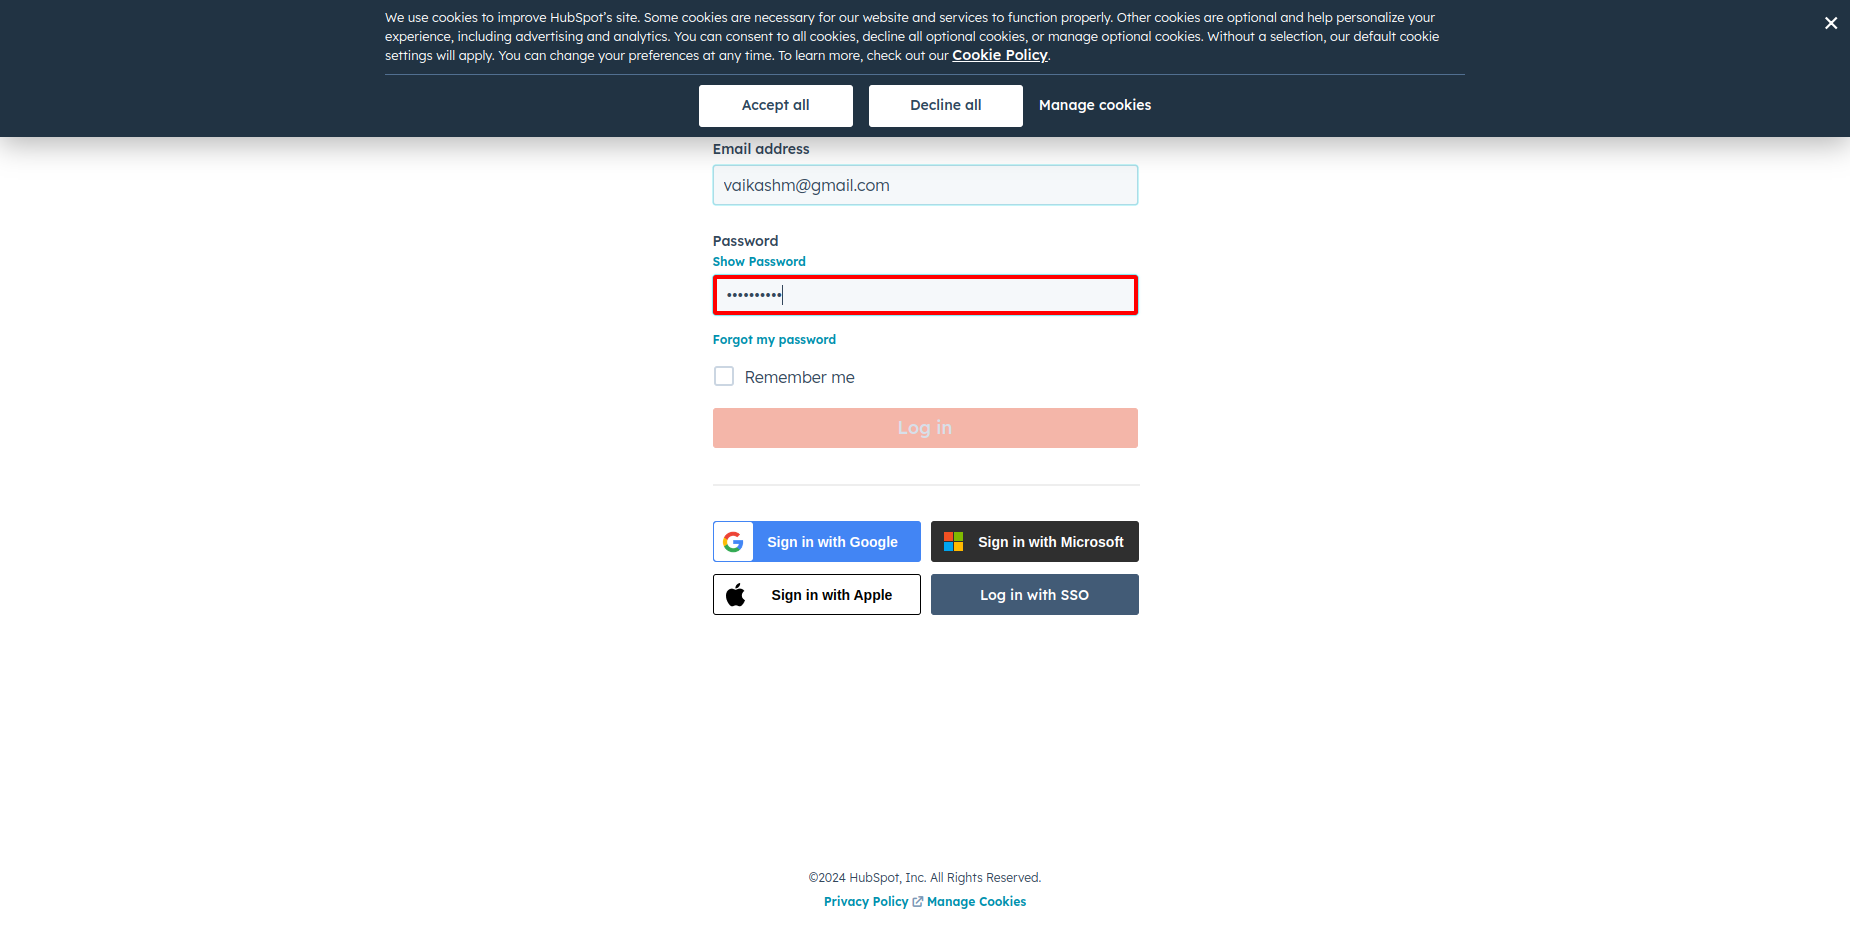 We use cookies to improve HubSpot's site. Some cookies are necessary for our website and services to function properly. Other cookies are optional and help personalize your
experience, including advertising and analytics. You can consent to all cookies, decline all optional cookies, or manage optional cookies. Without a selection, our default cookie
settings will apply. You can change your preferences at any time. To learn more, check out our Cookie Policy.
Accept all
Decline all
Manage cookies
Email address
vaikashm@gmail.com
Password
Show Password
••••••••••
Forgot my password
Remember me
Log in
Sign in with Google
Sign in with Microsoft
Sign in with Apple
Log in with SSO
©2024 HubSpot, Inc. All Rights Reserved.
Privacy Policy Manage Cookies